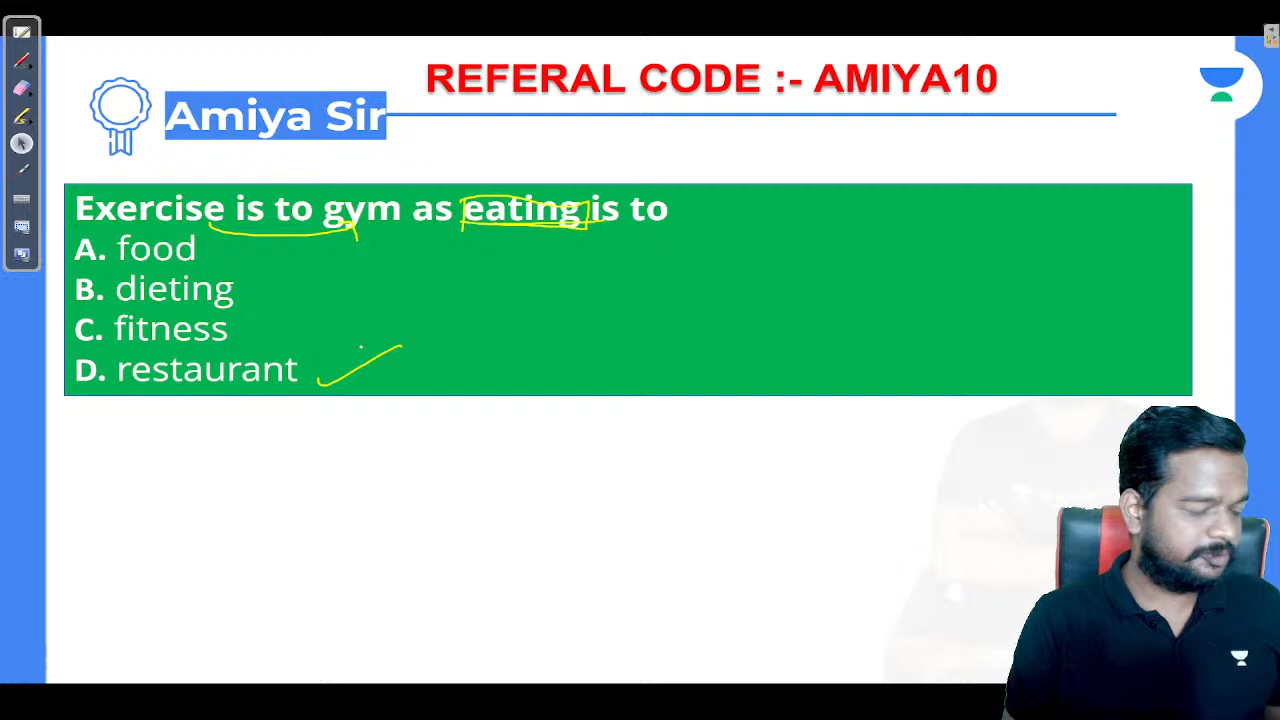 REFERAL CODE :- AMIYA10
Amiya Sir
Exercise is to gym as eating is to
A. food
B. dieting
C. fitness
D. restaurant